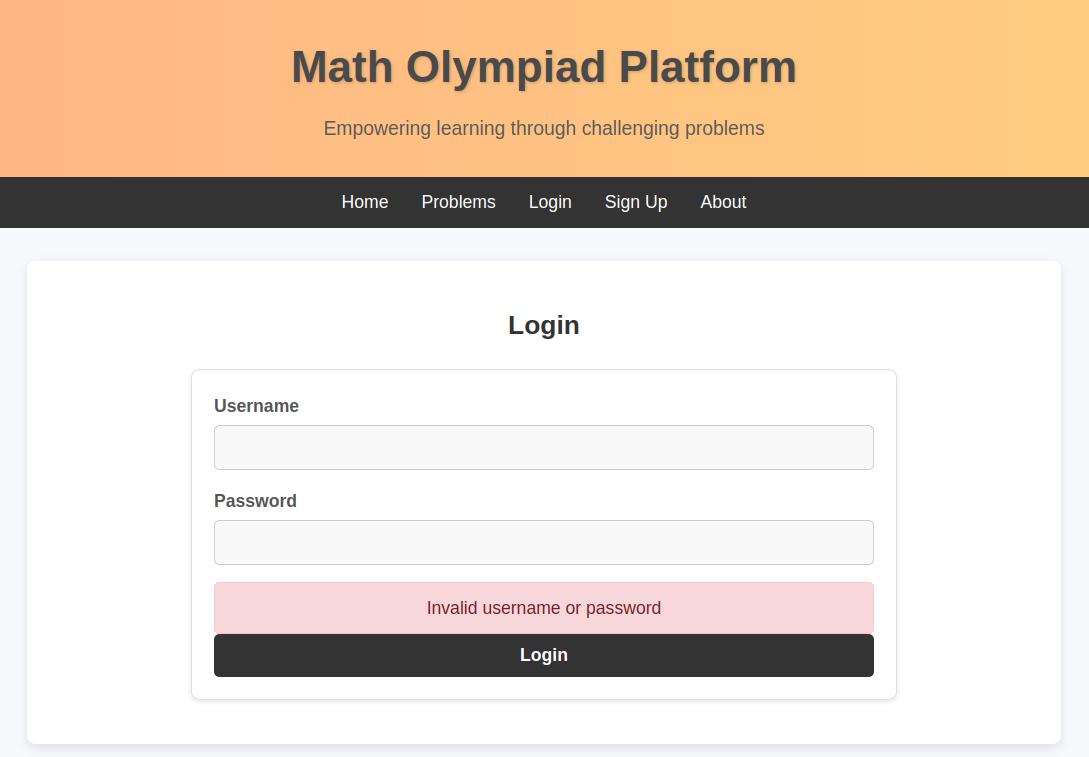 Math Olympiad Platform
Empowering learning through challenging problems
Home Problems Login Sign Up About
Login
Username
Password
Invalid username or password
Login